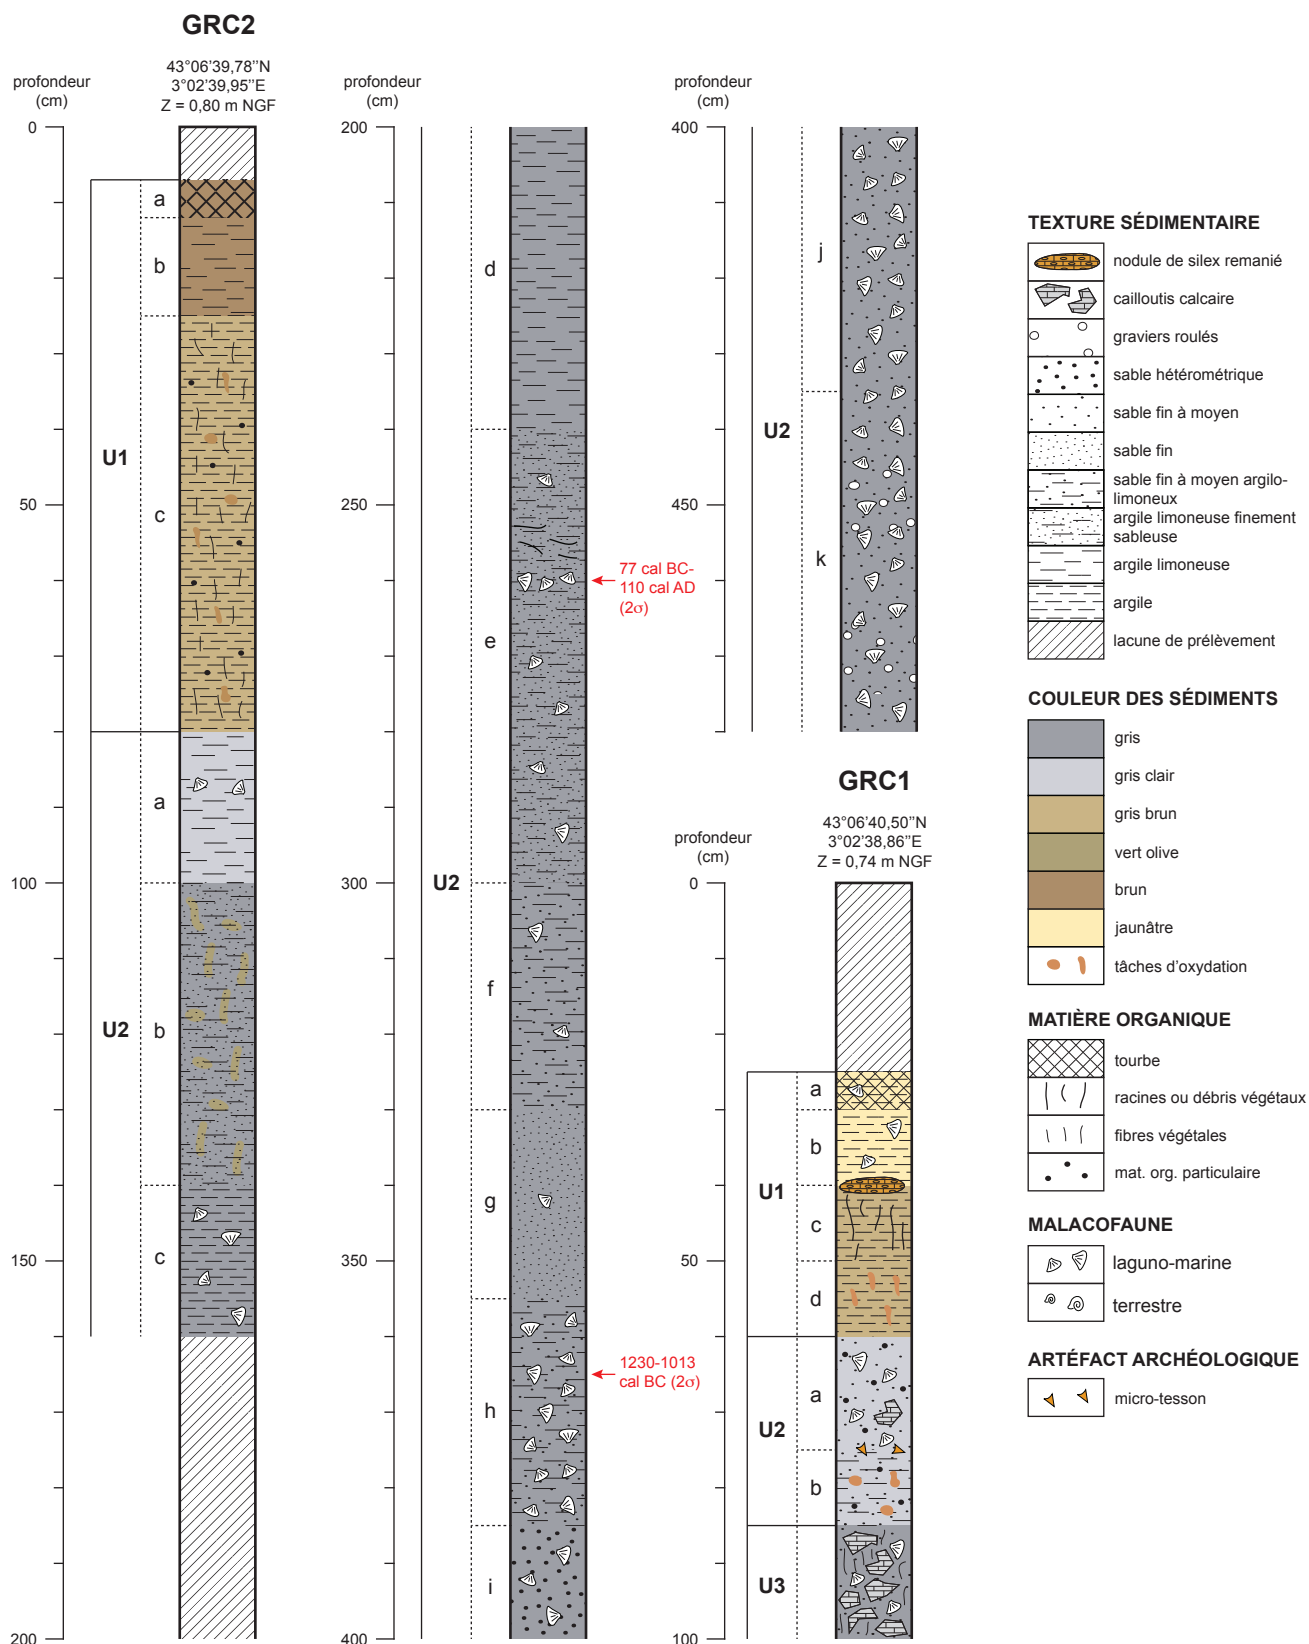 GRC2
43°06'39,78''N
3°02'39,95''E
Z = 0,80 m NGF
profondeur
(cm)
0
50
100
150
200
U1
a
b
c
U2
a
b
c
profondeur
(cm)
200
250
300
350
400
U2
d
e
f
g
h
i
77 cal BC-
110 cal AD
(2σ)
1230-1013
cal BC (2σ)
profondeur
(cm)
400
450
U2
j
k
GRC1
43°06'40,50''N
3°02'38,86''E
Z = 0,74 m NGF
profondeur
(cm)
0
50
100
U1
a
b
c
d
U2
a
b
U3
TEXTURE SÉDIMENTAIRE
nodule de silex remanié
cailloutis calcaire
graviers roulés
sable hétérométrique
sable fin à moyen
sable fin
sable fin à moyen argilo-
limoneux
argile limoneuse finement
sableuse
argile limoneuse
argile
lacune de prélèvement
COULEUR DES SÉDIMENTS
gris
gris clair
gris brun
vert olive
brun
jaunâtre
tâches d'oxydation
MATIÈRE ORGANIQUE
tourbe
racines ou débris végétaux
fibres végétales
mat. org. particulaire
MALACOFAUNE
laguno-marine
terrestre
ARTÉFACT ARCHÉOLOGIQUE
micro-tesson